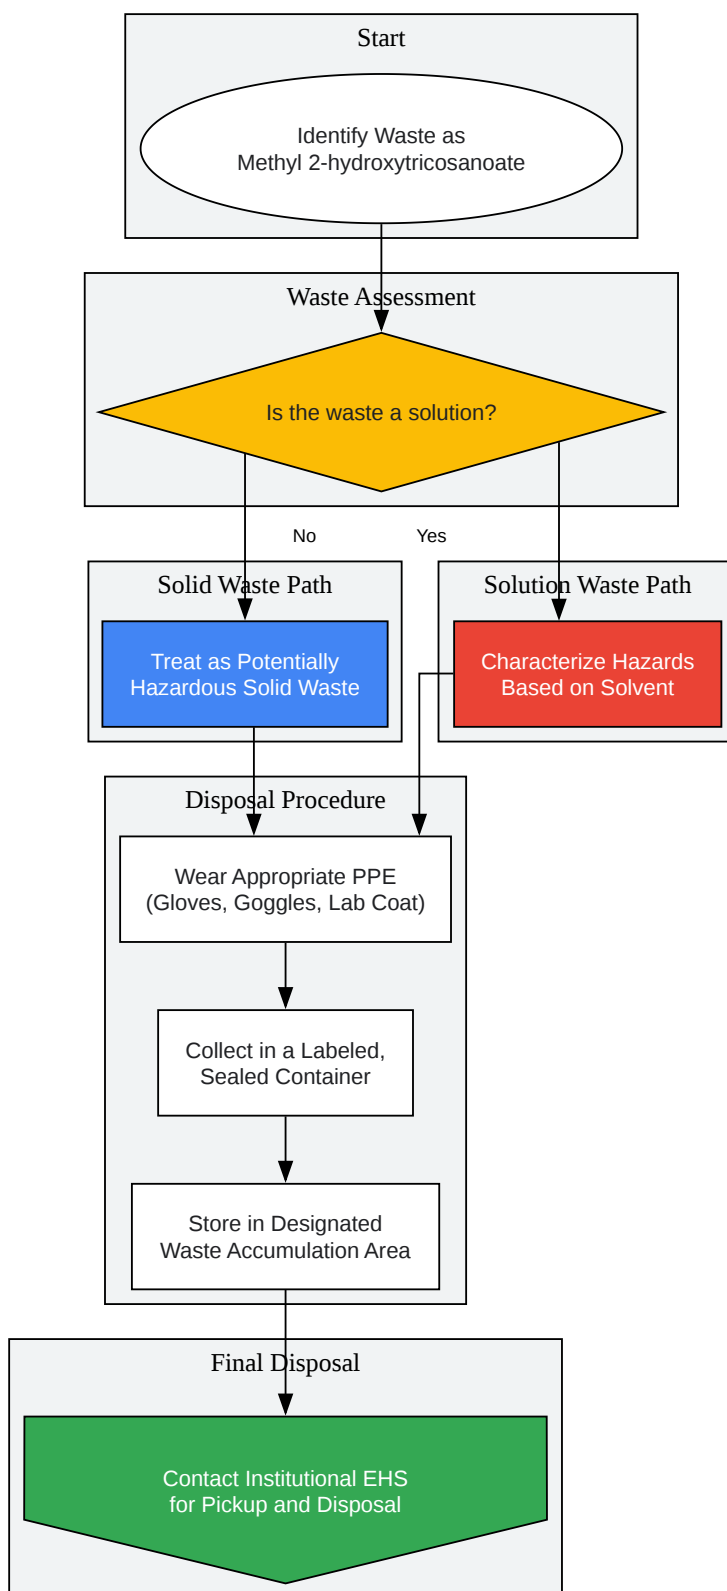 Start
Identify Waste as
Methyl 2-hydroxytricosanoate
Waste Assessment
Is the waste a solution?
No
Yes
Solid Waste Path
Treat as Potentially
Hazardous Solid Waste
Solution Waste Path
Characterize Hazards
Based on Solvent
Disposal Procedure
Wear Appropriate PPE
(Gloves, Goggles, Lab Coat)
Collect in a Labeled,
Sealed Container
Store in Designated
Waste Accumulation Area
Final Disposal
Contact Institutional EHS
for Pickup and Disposal